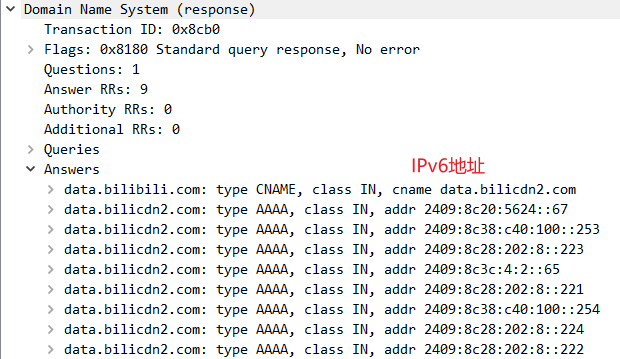 Domain Name System (response)
Transaction ID: 0x8cb0
Flags: 0x8180 Standard query response, No error
Questions: 1
Answer RRs: 9
Authority RRs: 0
Additional RRs: 0
Queries
Answers
IPv6地址
data.bilibili.com: type CNAME, class IN, cname data.bilicdn2.com
data.bilicdn2.com: type AAAA, class IN, addr 2409:8c20:5624::67
data.bilicdn2.com: type AAAA, class IN, addr 2409:8c38:c40:100::253
data.bilicdn2.com: type AAAA, class IN, addr 2409:8c28:202:8::223
data.bilicdn2.com: type AAAA, class IN, addr 2409:8c3c:4:2::65
data.bilicdn2.com: type AAAA, class IN, addr 2409:8c28:202:8::221
data.bilicdn2.com: type AAAA, class IN, addr 2409:8c38:c40:100::254
data.bilicdn2.com: type AAAA, class IN, addr 2409:8c28:202:8::224
data.bilicdn2.com: type AAAA, class IN, addr 2409:8c28:202:8::222